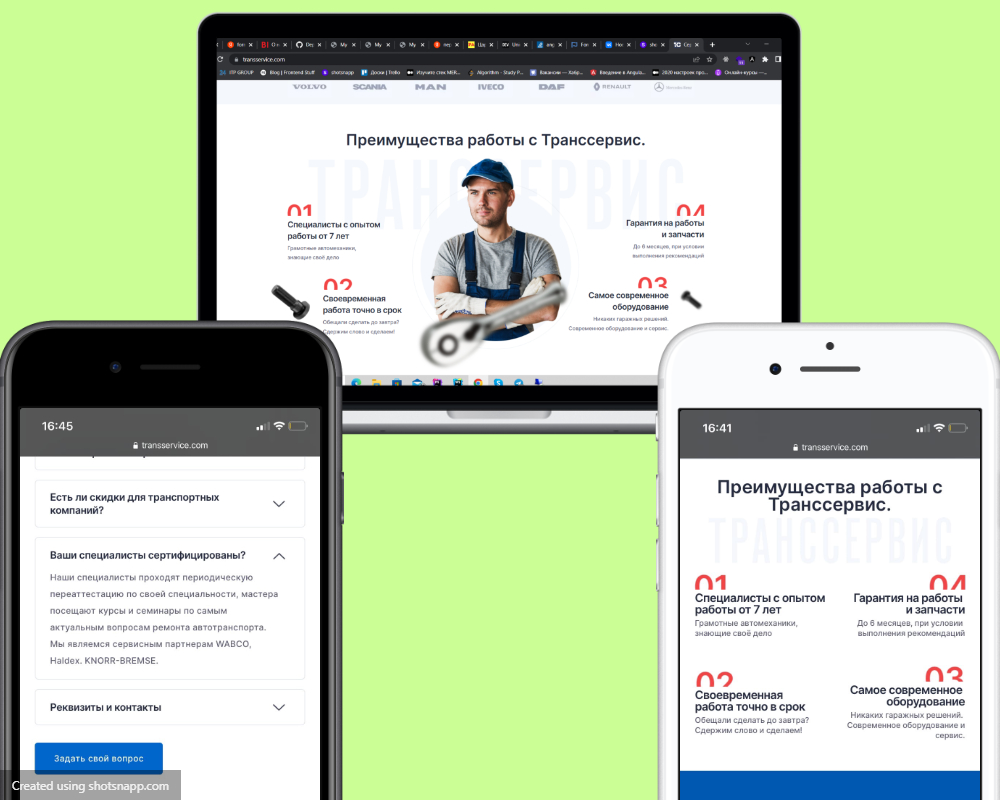 transservice.com
ITP GROUP
Blog | Frontend Stuff
shotsnapp
Доски | Trello
Изучите стек MER...
Algorithm - Study P...
Вакансии — Хабр...
Введение в Angula...
2020 настроик.про...
Онлайн-курсы —...
VOLVO
SCANIA
MAN
IVECO
DAF
RENAULT
Преимущества работы с Транссервис.
ТРАНССЕРВИС
01
Специалисты с опытом
работы от 7 лет
Грамотные автомеханики,
знающие своё дело
02
Своевременная
работа точно в срок
Обещали сделать до завтра?
Сдержим слово и сделаем!
04
Гарантия на работы
и запчасти
До 6 месяцев, при условии
выполнения рекомендаций
03
Самое современное
оборудование
Никаких гаражных решений.
Современное оборудование и сервис.
16:45
transservice.com
Есть ли скидки для транспортных
компаний?
Ваши специалисты сертифицированы?
Наши специалисты проходят периодическую
переаттестацию по своей специальности, мастера
посещают курсы и семинары по самым
актуальным вопросам ремонта автотранспорта.
Мы являемся сервисным партнерам WABCO,
Haldex. KNORR-BREMSE.
Реквизиты и контакты
Задать свой вопрос
16:41
transservice.com
Преимущества работы с
Транссервис.
ТРАНССЕРВИС
01
Специалисты с опытом
работы от 7 лет
Грамотные автомеханики,
знающие своё дело
04
Гарантия на работы
и запчасти
До 6 месяцев, при условии
выполнения рекомендаций
02
Своевременная
работа точно в срок
Обещали сделать до завтра?
Сдержим слово и сделаем!
03
Самое современное
оборудование
Никаких гаражных решений.
Современное оборудование и
сервис.
Created using shotsnapp.com